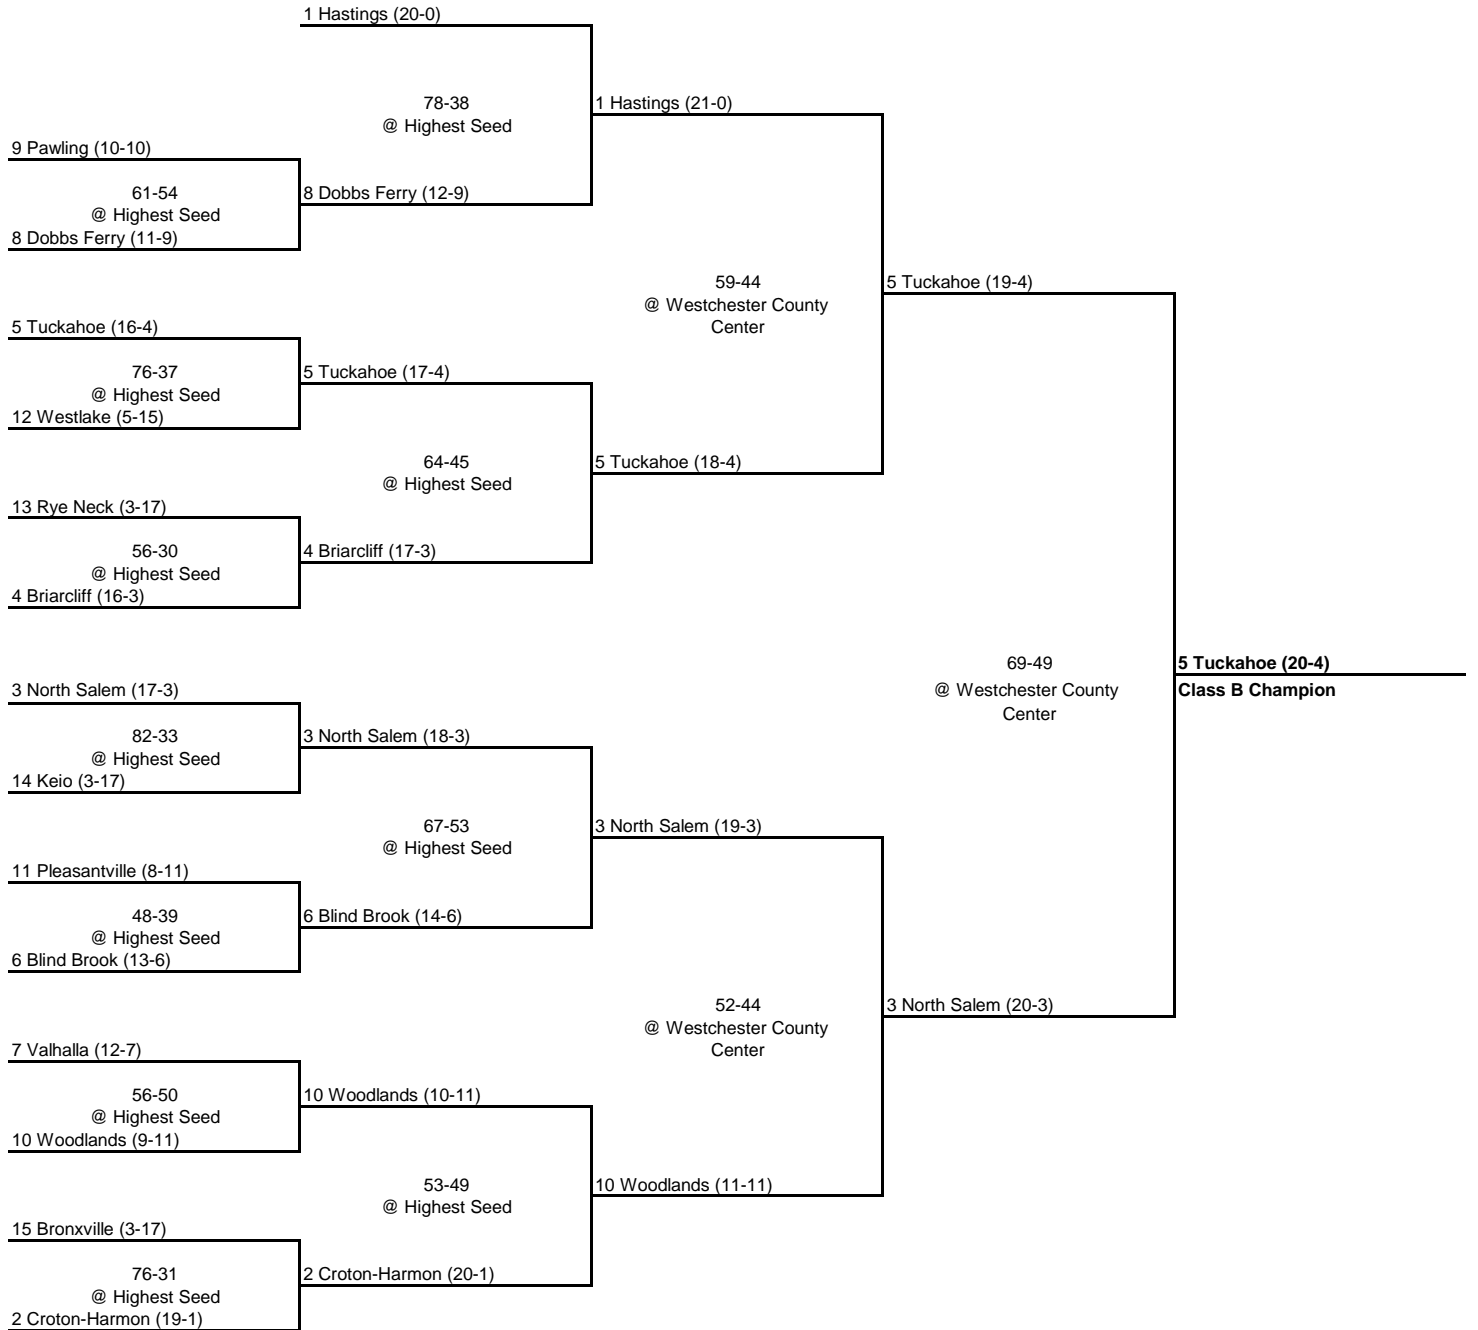 1 Hastings (20-0)
78-38
@ Highest Seed
1 Hastings (21-0)
9 Pawling (10-10)
61-54
@ Highest Seed
8 Dobbs Ferry (12-9)
8 Dobbs Ferry (11-9)
59-44
@ Westchester County
Center
5 Tuckahoe (19-4)
5 Tuckahoe (16-4)
76-37
@ Highest Seed
5 Tuckahoe (17-4)
12 Westlake (5-15)
64-45
@ Highest Seed
5 Tuckahoe (18-4)
13 Rye Neck (3-17)
56-30
@ Highest Seed
4 Briarcliff (17-3)
4 Briarcliff (16-3)
69-49
@ Westchester County
Center
5 Tuckahoe (20-4)
Class B Champion
3 North Salem (17-3)
82-33
@ Highest Seed
3 North Salem (18-3)
14 Keio (3-17)
67-53
@ Highest Seed
3 North Salem (19-3)
11 Pleasantville (8-11)
48-39
@ Highest Seed
6 Blind Brook (14-6)
6 Blind Brook (13-6)
52-44
@ Westchester County
Center
3 North Salem (20-3)
7 Valhalla (12-7)
56-50
@ Highest Seed
10 Woodlands (10-11)
10 Woodlands (9-11)
53-49
@ Highest Seed
10 Woodlands (11-11)
15 Bronxville (3-17)
76-31
@ Highest Seed
2 Croton-Harmon (20-1)
2 Croton-Harmon (19-1)